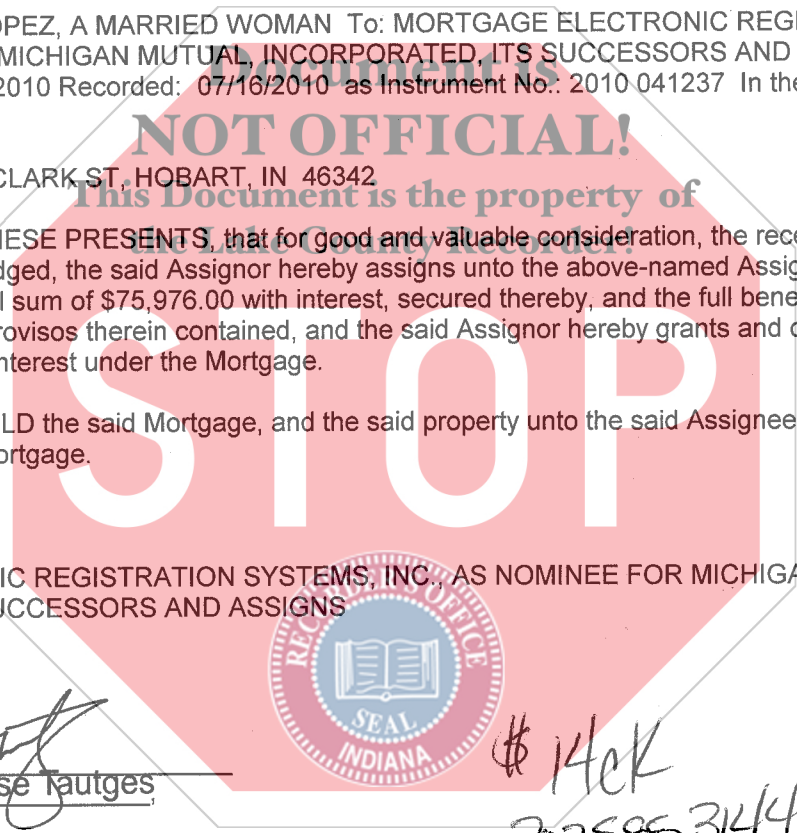 OPEZ, A MARRIED WOMAN To: MORTGAGE ELECTRONIC REGI
MICHIGAN MUTUAL, INCORPORATED, ITS SUCCESSORS AND
2010 Recorded: 07/16/2010 as Instrument No.: 2010 041237 In the
Document is
NOT OFFICIAL!
CLARK ST, HOBART, IN 46342
This Document is the property of
the Lake County Recorder!
HESE PRESENTS, that for good and valuable consideration, the rece
dged, the said Assignor hereby assigns unto the above-named Assig
l sum of $75,976.00 with interest, secured thereby, and the full bene
rovisos therein contained, and the said Assignor hereby grants and c
nterest under the Mortgage.
STOP
LD the said Mortgage, and the said property unto the said Assignee
ortgage.
IC REGISTRATION SYSTEMS, INC., AS NOMINEE FOR MICHIGA
UCCESSORS AND ASSIGNS
RECORDER'S OFFICE
SEAL
INDIANA
se Tautges,
$ 14ck